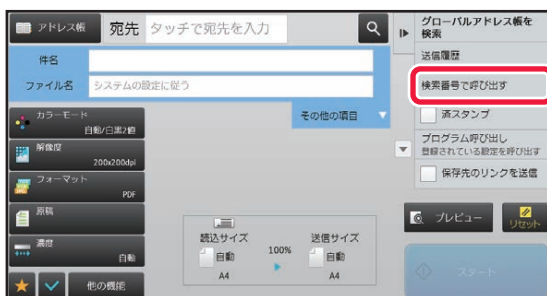 アドレス帳
宛先
タッチで宛先を入力
件名
ファイル名
システムの設定に従う
その他の項目
カラーモード
自動/白黒2値
解像度
200x200dpi
フォーマット
PDF
原稿
濃度
自動
他の機能
読込サイズ
自動
A4
100%
送信サイズ
自動
A4
グローバルアドレス帳を
検索
送信履歴
検索番号で呼び出す
済スタンプ
プログラム呼び出し
登録されている設定を呼び出す
保存先のリンクを送信
プレビュー
リセット
スタート